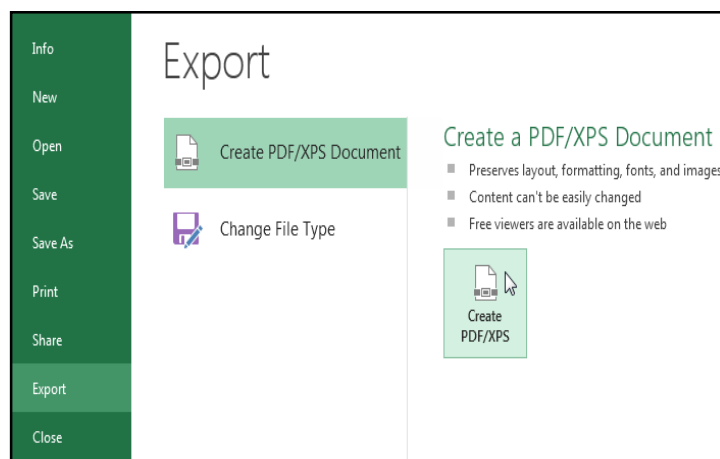 Info
New
Open
Save
Save As
Print
Share
Export
Close
Export
Create PDF/XPS Document
Change File Type
Create a PDF/XPS Document
Preserves layout, formatting, fonts, and images
Content can't be easily changed
Free viewers are available on the web
Create
PDF/XPS